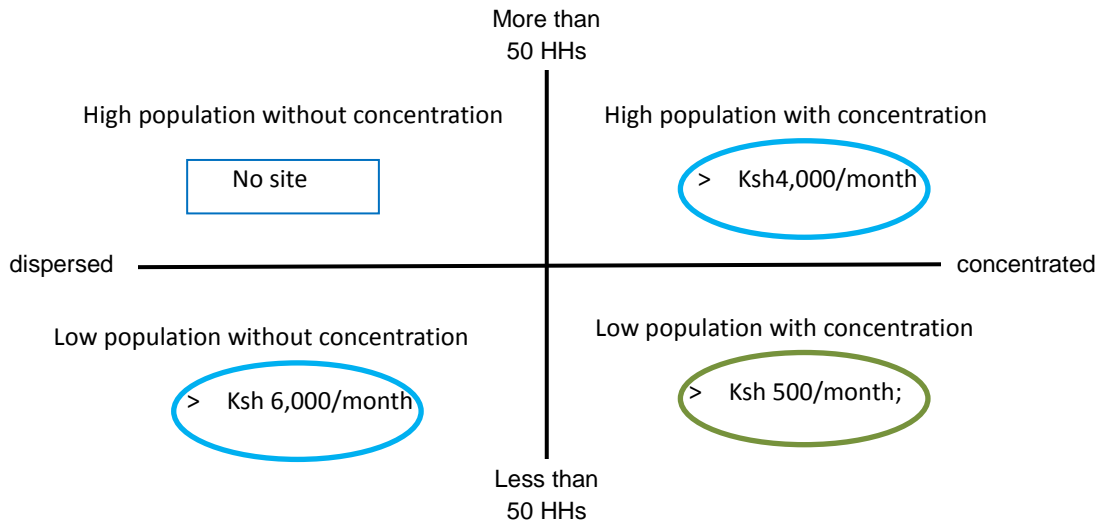 More than
50 HHs
High population without concentration
High population with concentration
No site
> Ksh4,000/month
dispersed
concentrated
Low population without concentration
Low population with concentration
> Ksh 6,000/month
> Ksh 500/month;
Less than
50 HHs